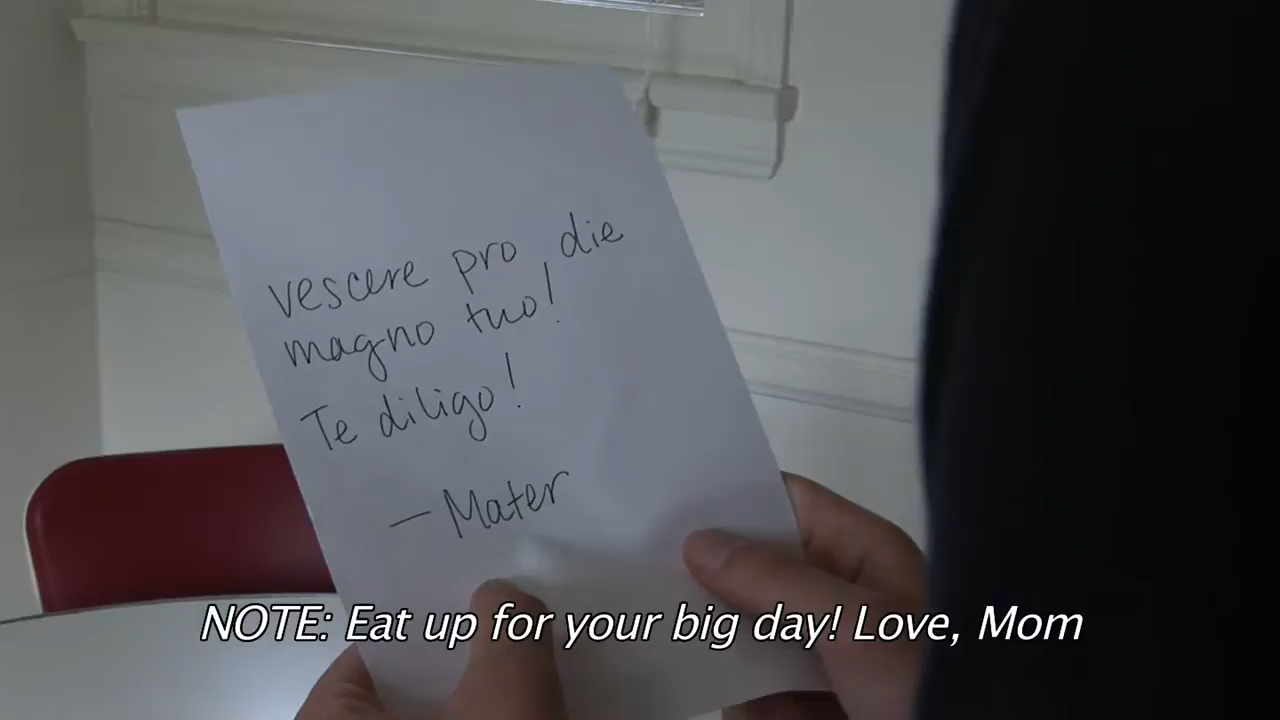 vescere pro die
magno tuo!
Te diligo!
— Mater
NOTE: Eat up for your big day! Love, Mom